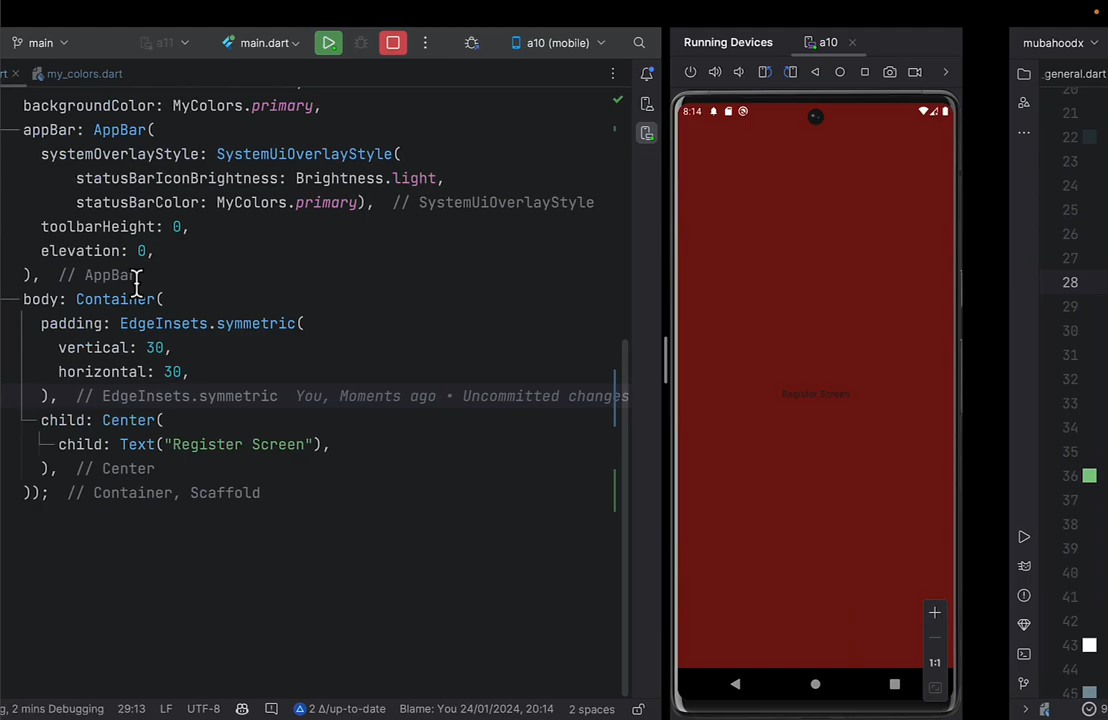 main
a11
main.dart
a10 (mobile)
Running Devices
a10
mubahoodx
my_colors.dart
_general.dart
backgroundColor: MyColors.primary,
appBar: AppBar(
systemOverlayStyle: SystemUiOverlayStyle(
statusBarIconBrightness: Brightness.light,
statusBarColor: MyColors.primary), // SystemUiOverlayStyle
toolbarHeight: 0,
elevation: 0,
), // AppBar
body: Container(
padding: EdgeInsets.symmetric(
vertical: 30,
horizontal: 30,
), // EdgeInsets.symmetric You, Moments ago • Uncommitted changes
child: Center(
child: Text("Register Screen"),
), // Center
)); // Container, Scaffold
8:14
Register Screen
1:1
21
22
23
24
25
26
27
28
29
30
31
32
33
34
35
36
37
38
39
40
41
42
43
44
45
g, 2 mins Debugging
29:13
LF
UTF-8
2 Δ/up-to-date
Blame: You 24/01/2024, 20:14
2 spaces